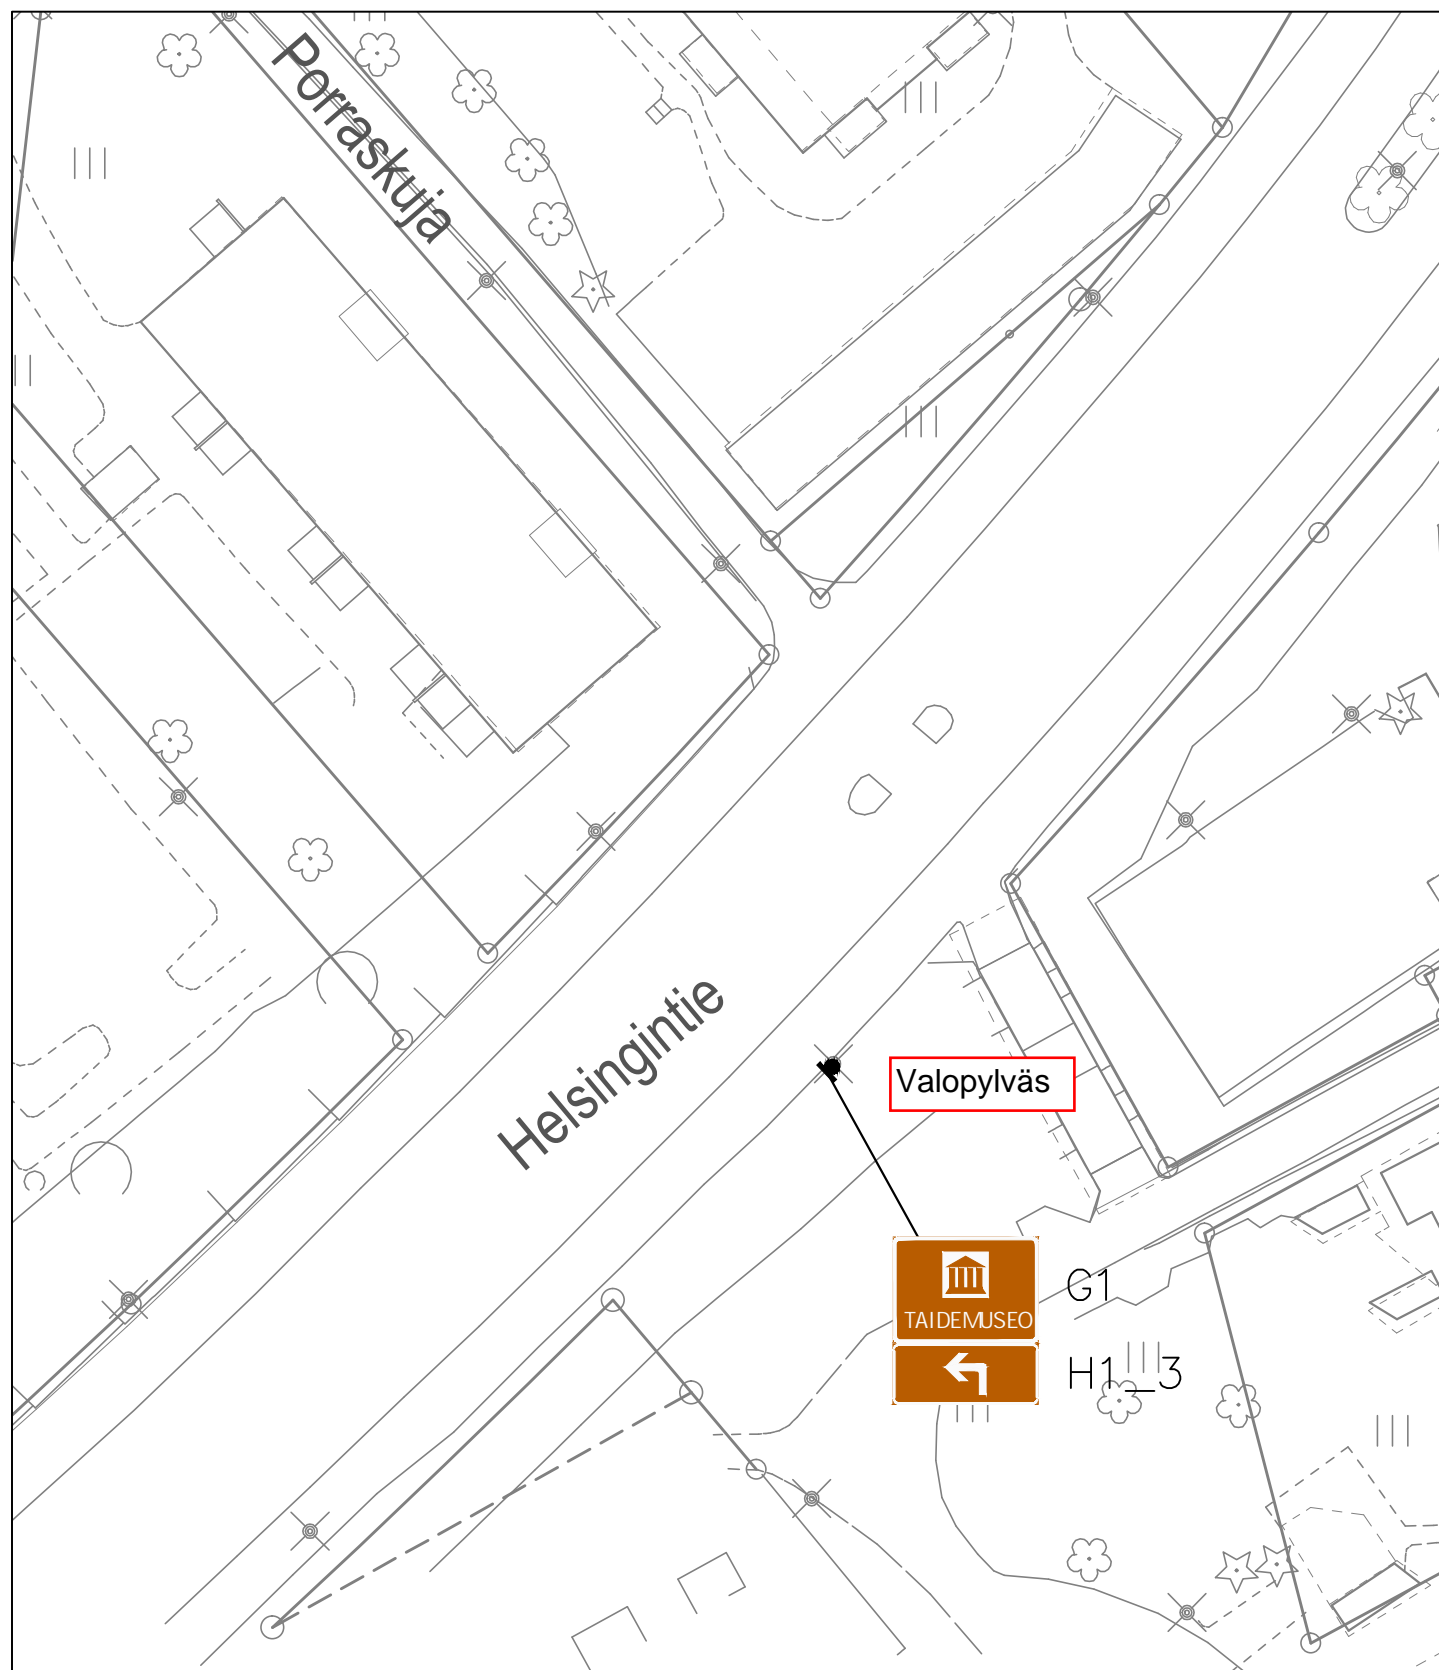 Porraskuja
Helsingintie
Valopylväs
G1
TAIDEMUSEO
H1_3